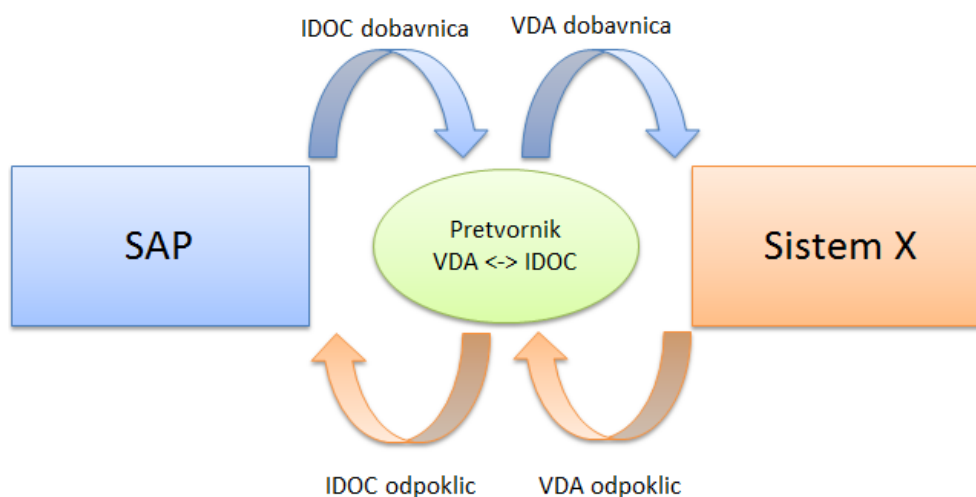 IDOC dobavnica
VDA dobavnica
SAP
Pretvornik
VDA <-> IDOC
Sistem X
IDOC odpoklic
VDA odpoklic